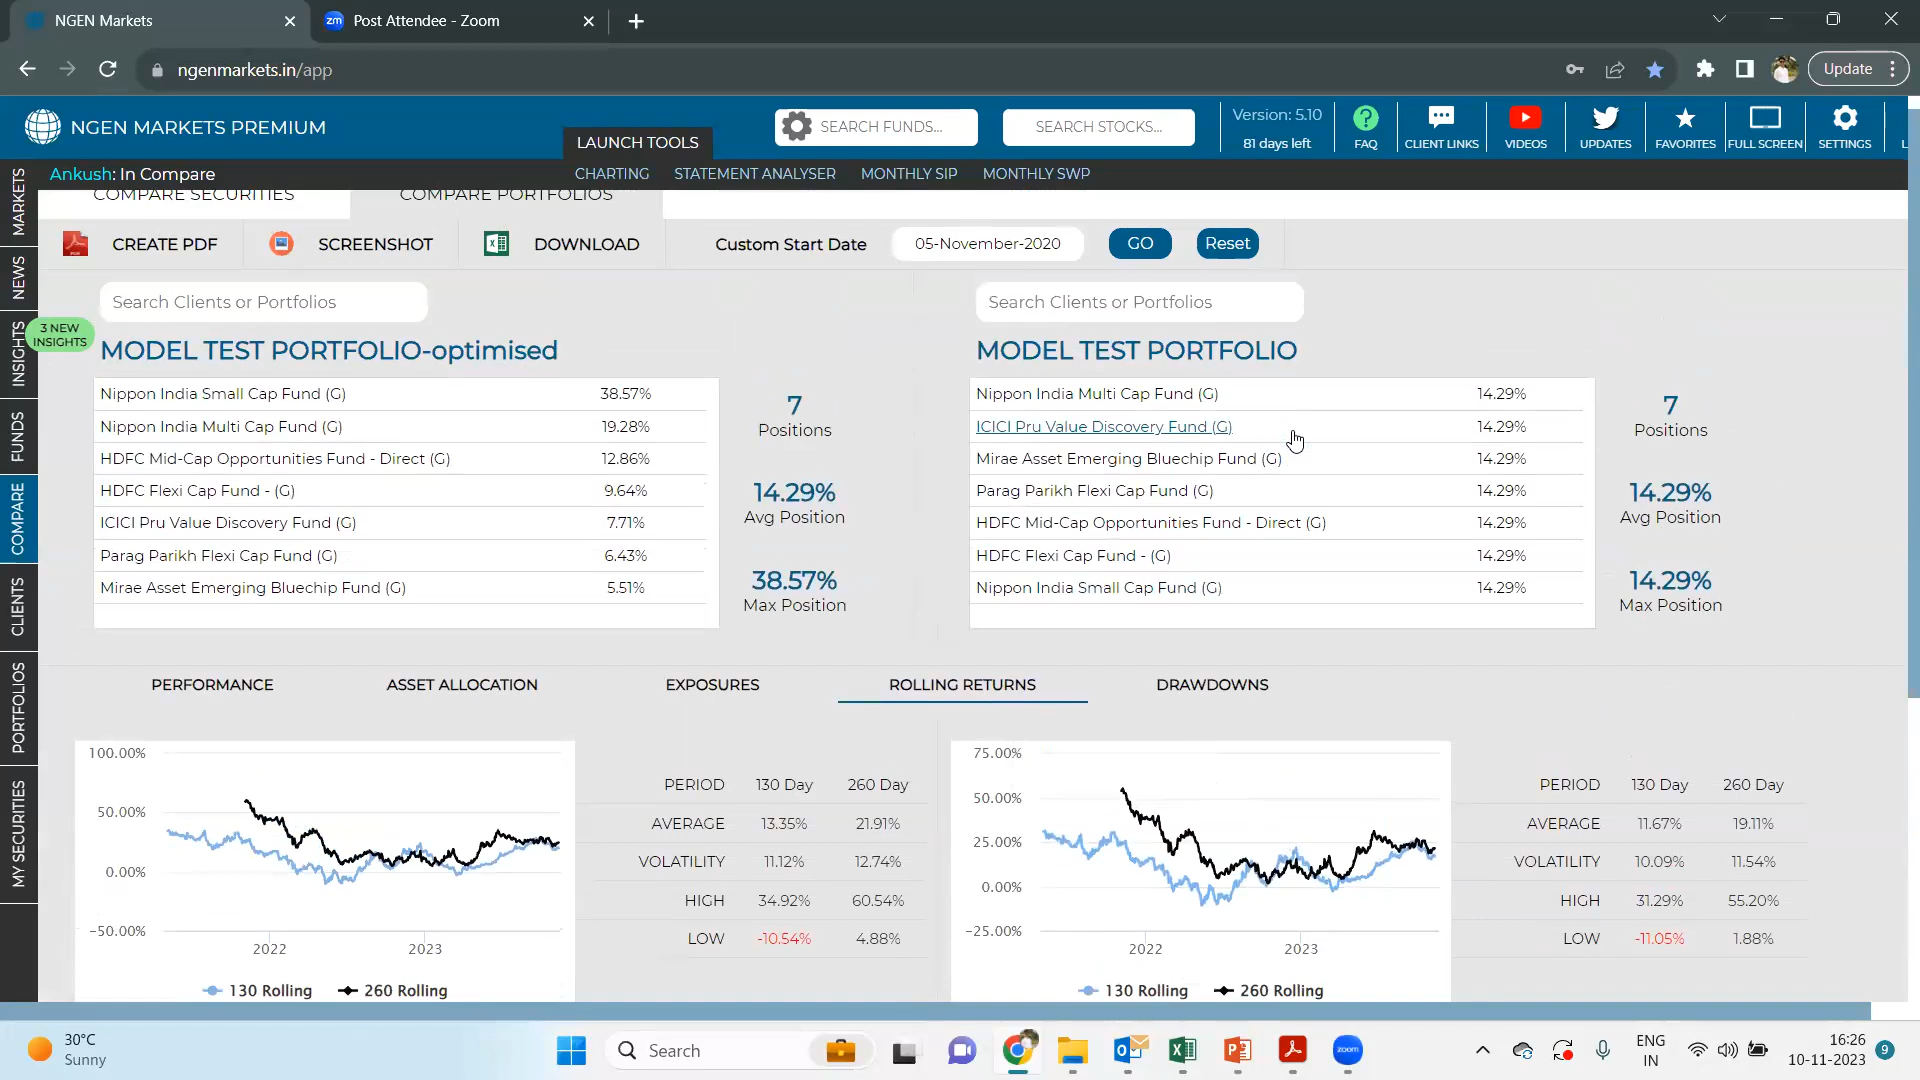 NGEN Markets
zm Post Attendee - Zoom
ngenmarkets.in/app
Update
NGEN MARKETS PREMIUM
LAUNCH TOOLS
SEARCH FUNDS...
SEARCH STOCKS...
Version: 5.10
81 days left
FAQ
CLIENT LINKS
VIDEOS
UPDATES
FAVORITES
FULL SCREEN
SETTINGS
Ankush: In Compare
CHARTING
STATEMENT ANALYSER
MONTHLY SIP
MONTHLY SWP
MARKETS
NEWS
INSIGHTS
3 NEW
INSIGHTS
FUNDS
COMPARE
CLIENTS
PORTFOLIOS
MY SECURITIES
COMPARE SECURITIES
COMPARE PORTFOLIOS
CREATE PDF
SCREENSHOT
DOWNLOAD
Custom Start Date
05-November-2020
GO
Reset
Search Clients or Portfolios
MODEL TEST PORTFOLIO-optimised
Nippon India Small Cap Fund (G) 38.57%
Nippon India Multi Cap Fund (G) 19.28%
HDFC Mid-Cap Opportunities Fund - Direct (G) 12.86%
HDFC Flexi Cap Fund - (G) 9.64%
ICICI Pru Value Discovery Fund (G) 7.71%
Parag Parikh Flexi Cap Fund (G) 6.43%
Mirae Asset Emerging Bluechip Fund (G) 5.51%
7
Positions
14.29%
Avg Position
38.57%
Max Position
Search Clients or Portfolios
MODEL TEST PORTFOLIO
Nippon India Multi Cap Fund (G) 14.29%
ICICI Pru Value Discovery Fund (G) 14.29%
Mirae Asset Emerging Bluechip Fund (G) 14.29%
Parag Parikh Flexi Cap Fund (G) 14.29%
HDFC Mid-Cap Opportunities Fund - Direct (G) 14.29%
HDFC Flexi Cap Fund - (G) 14.29%
Nippon India Small Cap Fund (G) 14.29%
7
Positions
14.29%
Avg Position
14.29%
Max Position
PERFORMANCE
ASSET ALLOCATION
EXPOSURES
ROLLING RETURNS
DRAWDOWNS
100.00%
50.00%
0.00%
-50.00%
2022 2023
130 Rolling 260 Rolling
PERIOD 130 Day 260 Day
AVERAGE 13.35% 21.91%
VOLATILITY 11.12% 12.74%
HIGH 34.92% 60.54%
LOW -10.54% 4.88%
75.00%
50.00%
25.00%
0.00%
-25.00%
2022 2023
130 Rolling 260 Rolling
PERIOD 130 Day 260 Day
AVERAGE 11.67% 19.11%
VOLATILITY 10.09% 11.54%
HIGH 31.29% 55.20%
LOW -11.05% 1.88%
30°C
Sunny
Search
zoom
ENG
IN
16:26
10-11-2023
9